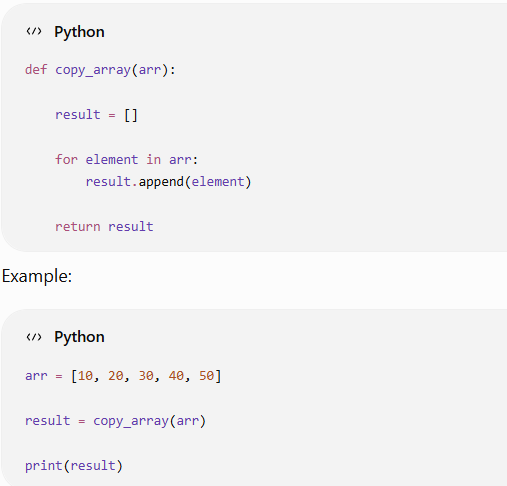 </> Python
def copy_array(arr):
    result = []
    for element in arr:
        result.append(element)
    return result
Example:
</> Python
arr = [10, 20, 30, 40, 50]
result = copy_array(arr)
print(result)